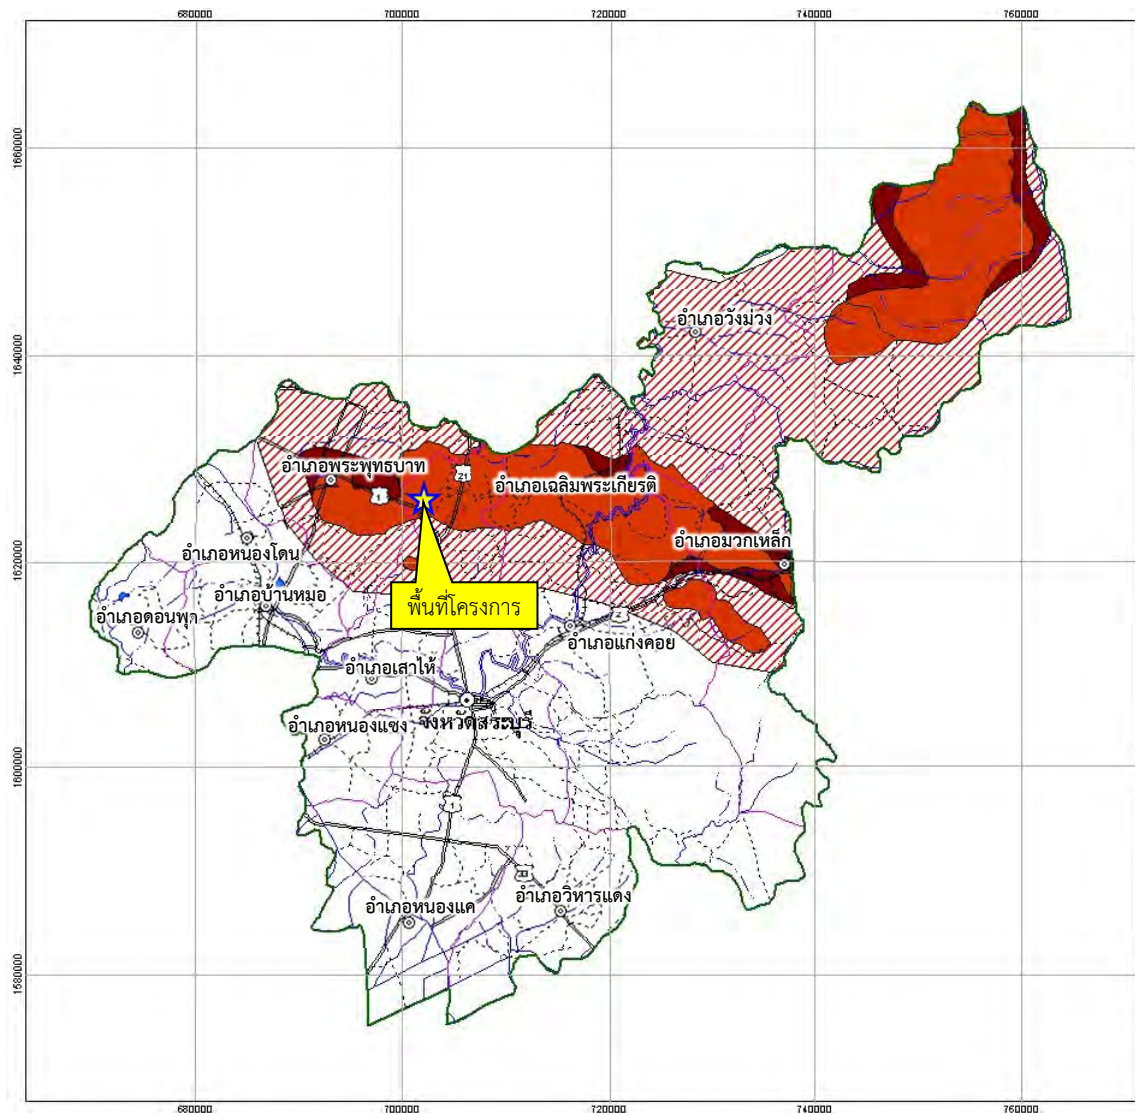 680000 700000 720000 740000 760000
1660000
อำเภอวังม่วง
1640000
อำเภอพระพุทธบาท
21
อำเภอเฉลิมพระเกียรติ
1
อำเภอมวกเหล็ก
อำเภอหนองโดน
1620000
อำเภอบ้านหมอ
พื้นที่โครงการ
อำเภอดอนพุด
2
อำเภอแก่งคอย
อำเภอเสาไห้
จังหวัดสระบุรี
อำเภอหนองแซง
1600000
1
33
อำเภอวิหารแดง
อำเภอหนองแค
1580000
680000 700000 720000 740000 760000